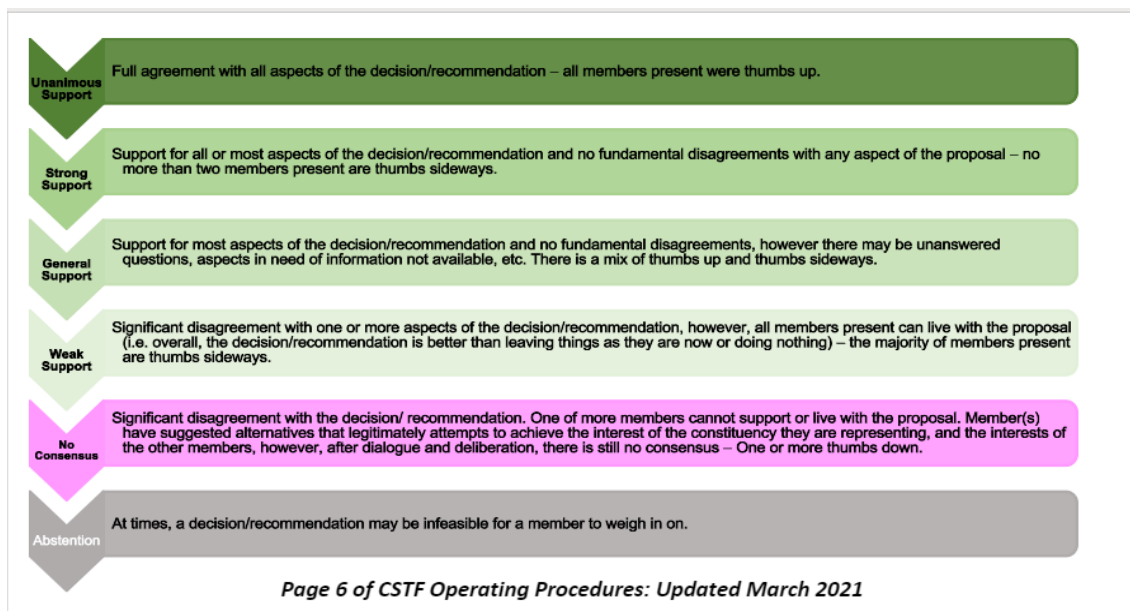 Unanimous
Support
Full agreement with all aspects of the decision/recommendation – all members present were thumbs up.
Strong
Support
Support for all or most aspects of the decision/recommendation and no fundamental disagreements with any aspect of the proposal – no
more than two members present are thumbs sideways.
General
Support
Support for most aspects of the decision/recommendation and no fundamental disagreements, however there may be unanswered
questions, aspects in need of information not available, etc. There is a mix of thumbs up and thumbs sideways.
Weak
Support
Significant disagreement with one or more aspects of the decision/recommendation, however, all members present can live with the proposal
(i.e. overall, the decision/recommendation is better than leaving things as they are now or doing nothing) – the majority of members present
are thumbs sideways.
No
Consensus
Significant disagreement with the decision/ recommendation. One of more members cannot support or live with the proposal. Member(s)
have suggested alternatives that legitimately attempts to achieve the interest of the constituency they are representing, and the interests of
the other members, however, after dialogue and deliberation, there is still no consensus – One or more thumbs down.
Abstention
At times, a decision/recommendation may be infeasible for a member to weigh in on.
Page 6 of CSTF Operating Procedures: Updated March 2021